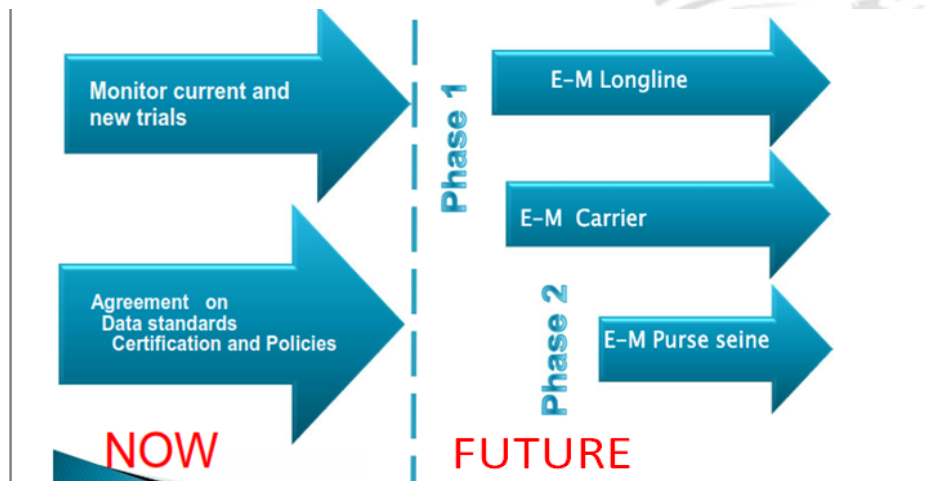 Monitor current and
new trials
Agreement on
Data standards
Certification and Policies
NOW
Phase 1
E-M Longline
E-M Carrier
Phase 2
E-M Purse seine
FUTURE